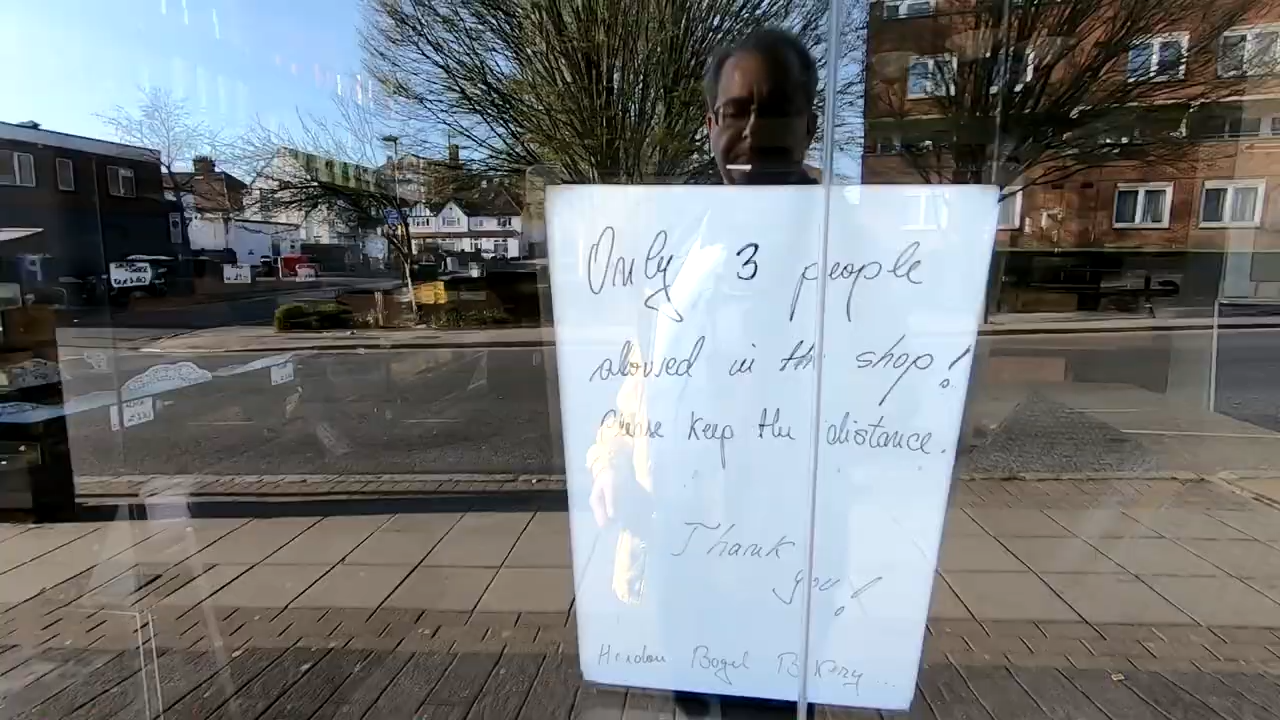 Only 3 people
alowed in the shop!
Please keep the distance.
Thank
you!
Hendon Bagel Bakery...